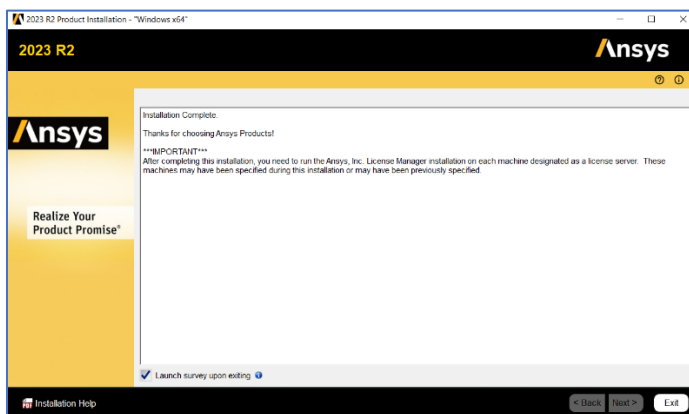 2023 R2 Product Installation - "Windows x64"
2023 R2
Ansys
Ansys
Realize Your
Product Promise®
Installation Complete.
Thanks for choosing Ansys Products!
***IMPORTANT***
After completing this installation, you need to run the Ansys, Inc. License Manager installation on each machine designated as a license server. These
machines may have been specified during this installation or may have been previously specified.
Launch survey upon exiting
Installation Help
< Back
Next >
Exit